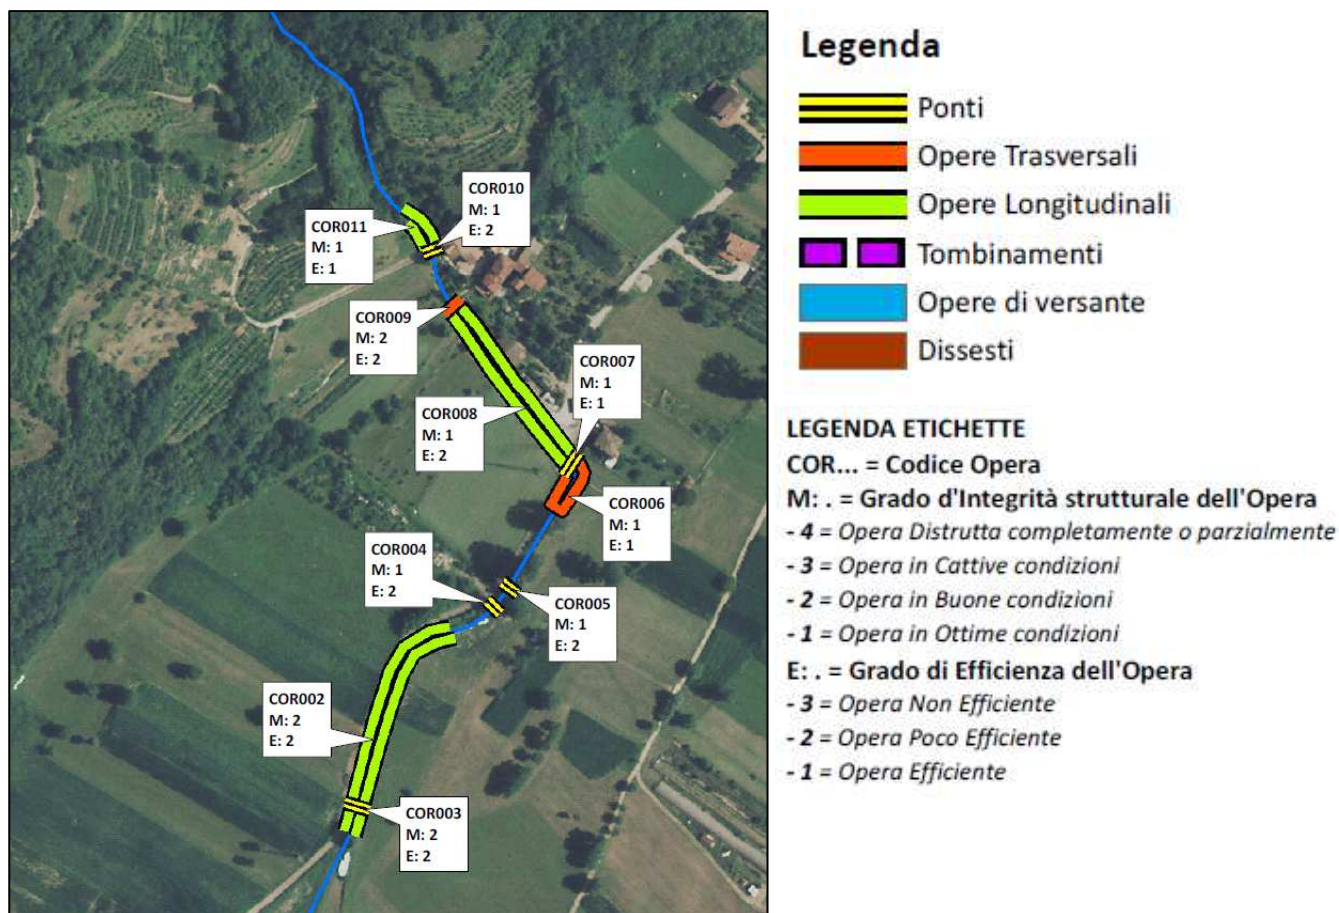 COR010
M: 1
E: 2
COR011
M: 1
E: 1
COR009
M: 2
E: 2
COR007
M: 1
E: 1
COR008
M: 1
E: 2
COR006
M: 1
E: 1
COR004
M: 1
E: 2
COR005
M: 1
E: 2
COR002
M: 2
E: 2
COR003
M: 2
E: 2
Legenda
Ponti
Opere Trasversali
Opere Longitudinali
Tombinamenti
Opere di versante
Dissesti
LEGENDA ETICHETTE
COR... = Codice Opera
M: . = Grado d'Integrità strutturale dell'Opera
- 4 = Opera Distrutta completamente o parzialmente
- 3 = Opera in Cattive condizioni
- 2 = Opera in Buone condizioni
- 1 = Opera in Ottime condizioni
E: . = Grado di Efficienza dell'Opera
- 3 = Opera Non Efficiente
- 2 = Opera Poco Efficiente
- 1 = Opera Efficiente